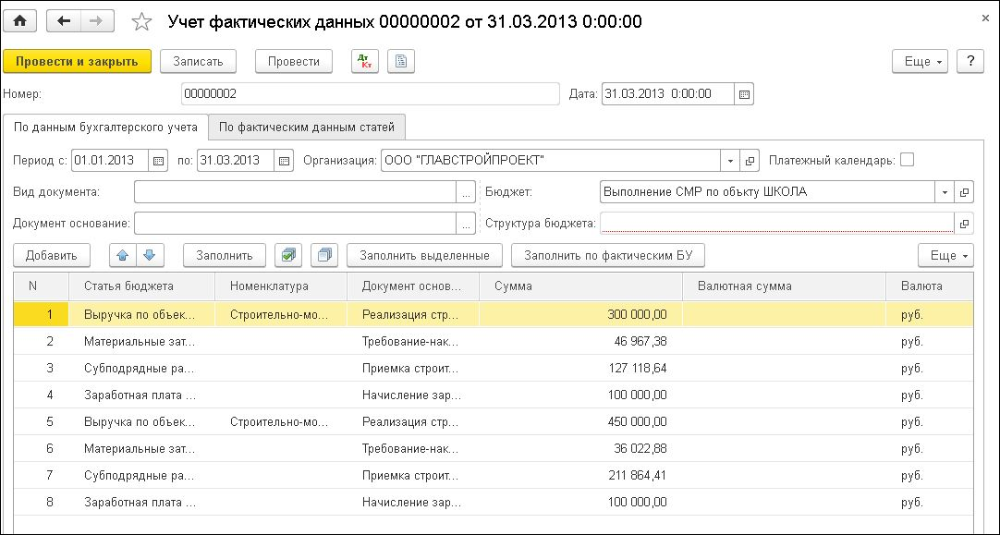 Учет фактических данных 00000002 от 31.03.2013 0:00:00
Провести и закрыть Записать Провести Дт Кт Еще ?
Номер: 00000002 Дата: 31.03.2013 0:00:00
По данным бухгалтерского учета По фактическим данным статей
Период с: 01.01.2013 по: 31.03.2013 Организация: ООО "ГЛАВСТРОЙПРОЕКТ" Платежный календарь:
Вид документа: ... Бюджет: Выполнение СМР по объкту ШКОЛА
Документ основание: ... Структура бюджета:
Добавить Заполнить Заполнить выделенные Заполнить по фактическим БУ Еще
N Статья бюджета Номенклатура Документ основ... Сумма Валютная сумма Валюта
1 Выручка по объек... Строительно-мо... Реализация стр... 300 000,00 руб.
2 Материальные зат... Требование-нак... 46 967,38 руб.
3 Субподрядные ра... Приемка строит... 127 118,64 руб.
4 Заработная плата ... Начисление зар... 100 000,00 руб.
5 Выручка по объек... Строительно-мо... Реализация стр... 450 000,00 руб.
6 Материальные зат... Требование-нак... 36 022,88 руб.
7 Субподрядные ра... Приемка строит... 211 864,41 руб.
8 Заработная плата ... Начисление зар... 100 000,00 руб.